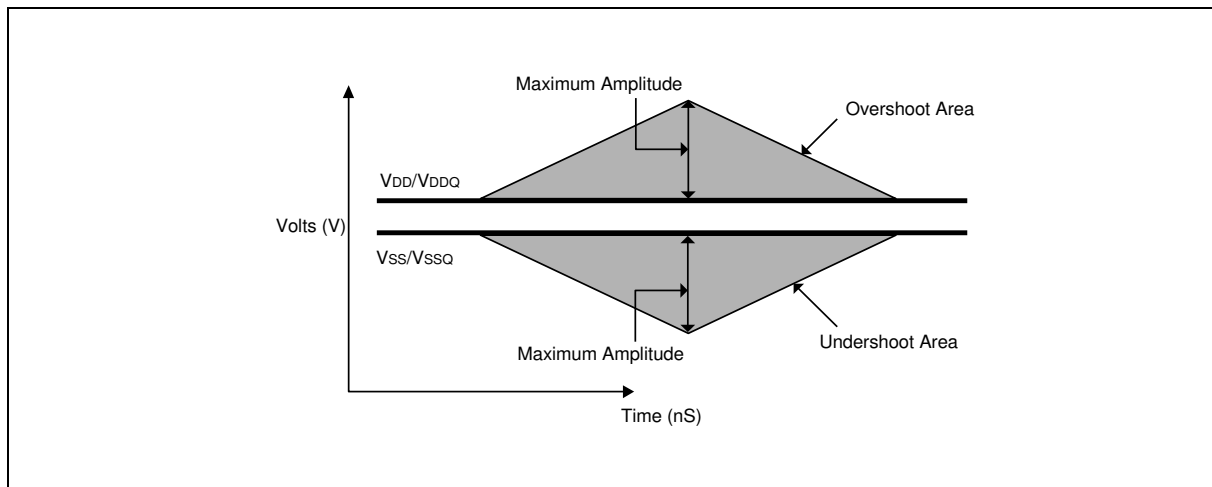 Maximum Amplitude
Overshoot Area
VDD/VDDQ
Volts (V)
VSS/VSSQ
Maximum Amplitude
Undershoot Area
Time (nS)